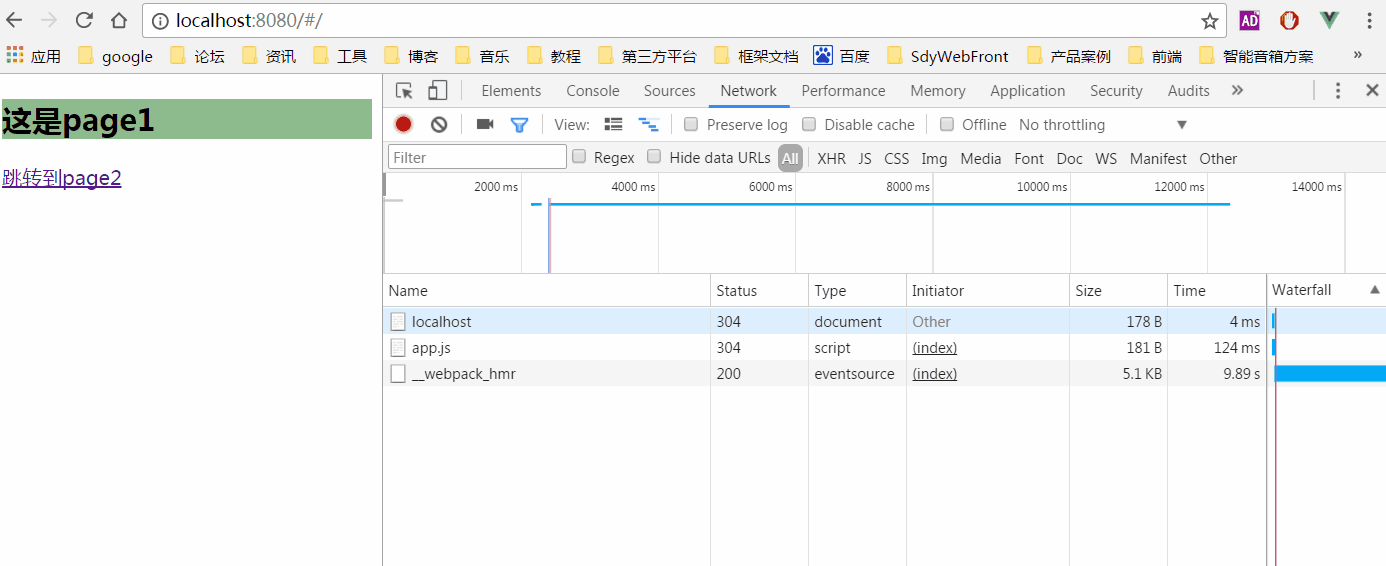 localhost:8080/#/
应用 google 论坛 资讯 工具 博客 音乐 教程 第三方平台 框架文档 百度 SdyWebFront 产品案例 前端 智能音箱方案 »
AD
这是page1
跳转到page2
Elements Console Sources Network Performance Memory Application Security Audits »
View: Preserve log Disable cache Offline No throttling
Filter Regex Hide data URLs All XHR JS CSS Img Media Font Doc WS Manifest Other
2000 ms 4000 ms 6000 ms 8000 ms 10000 ms 12000 ms 14000 ms
Name Status Type Initiator Size Time Waterfall
localhost 304 document Other 178 B 4 ms
app.js 304 script (index) 181 B 124 ms
__webpack_hmr 200 eventsource (index) 5.1 KB 9.89 s